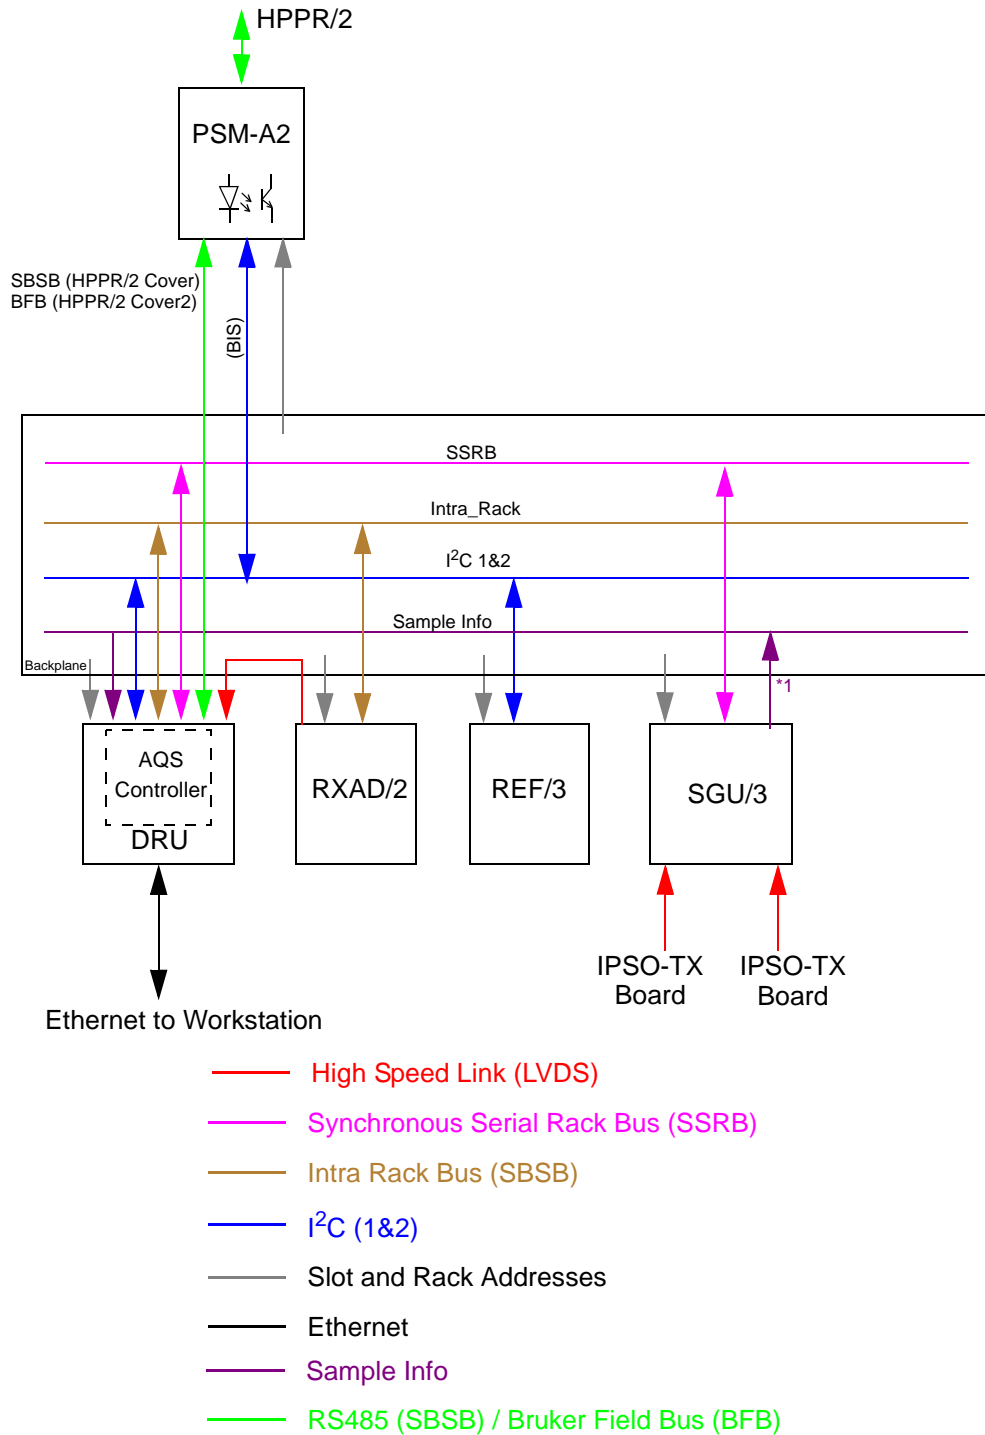 HPPR/2
PSM-A2
SBSB (HPPR/2 Cover)
BFB (HPPR/2 Cover2)
(BIS)
SSRB
Intra_Rack
I²C 1&2
Sample Info
Backplane
*1
AQS
Controller
DRU
RXAD/2
REF/3
SGU/3
IPSO-TX
Board
IPSO-TX
Board
Ethernet to Workstation
High Speed Link (LVDS)
Synchronous Serial Rack Bus (SSRB)
Intra Rack Bus (SBSB)
I²C (1&2)
Slot and Rack Addresses
Ethernet
Sample Info
RS485 (SBSB) / Bruker Field Bus (BFB)